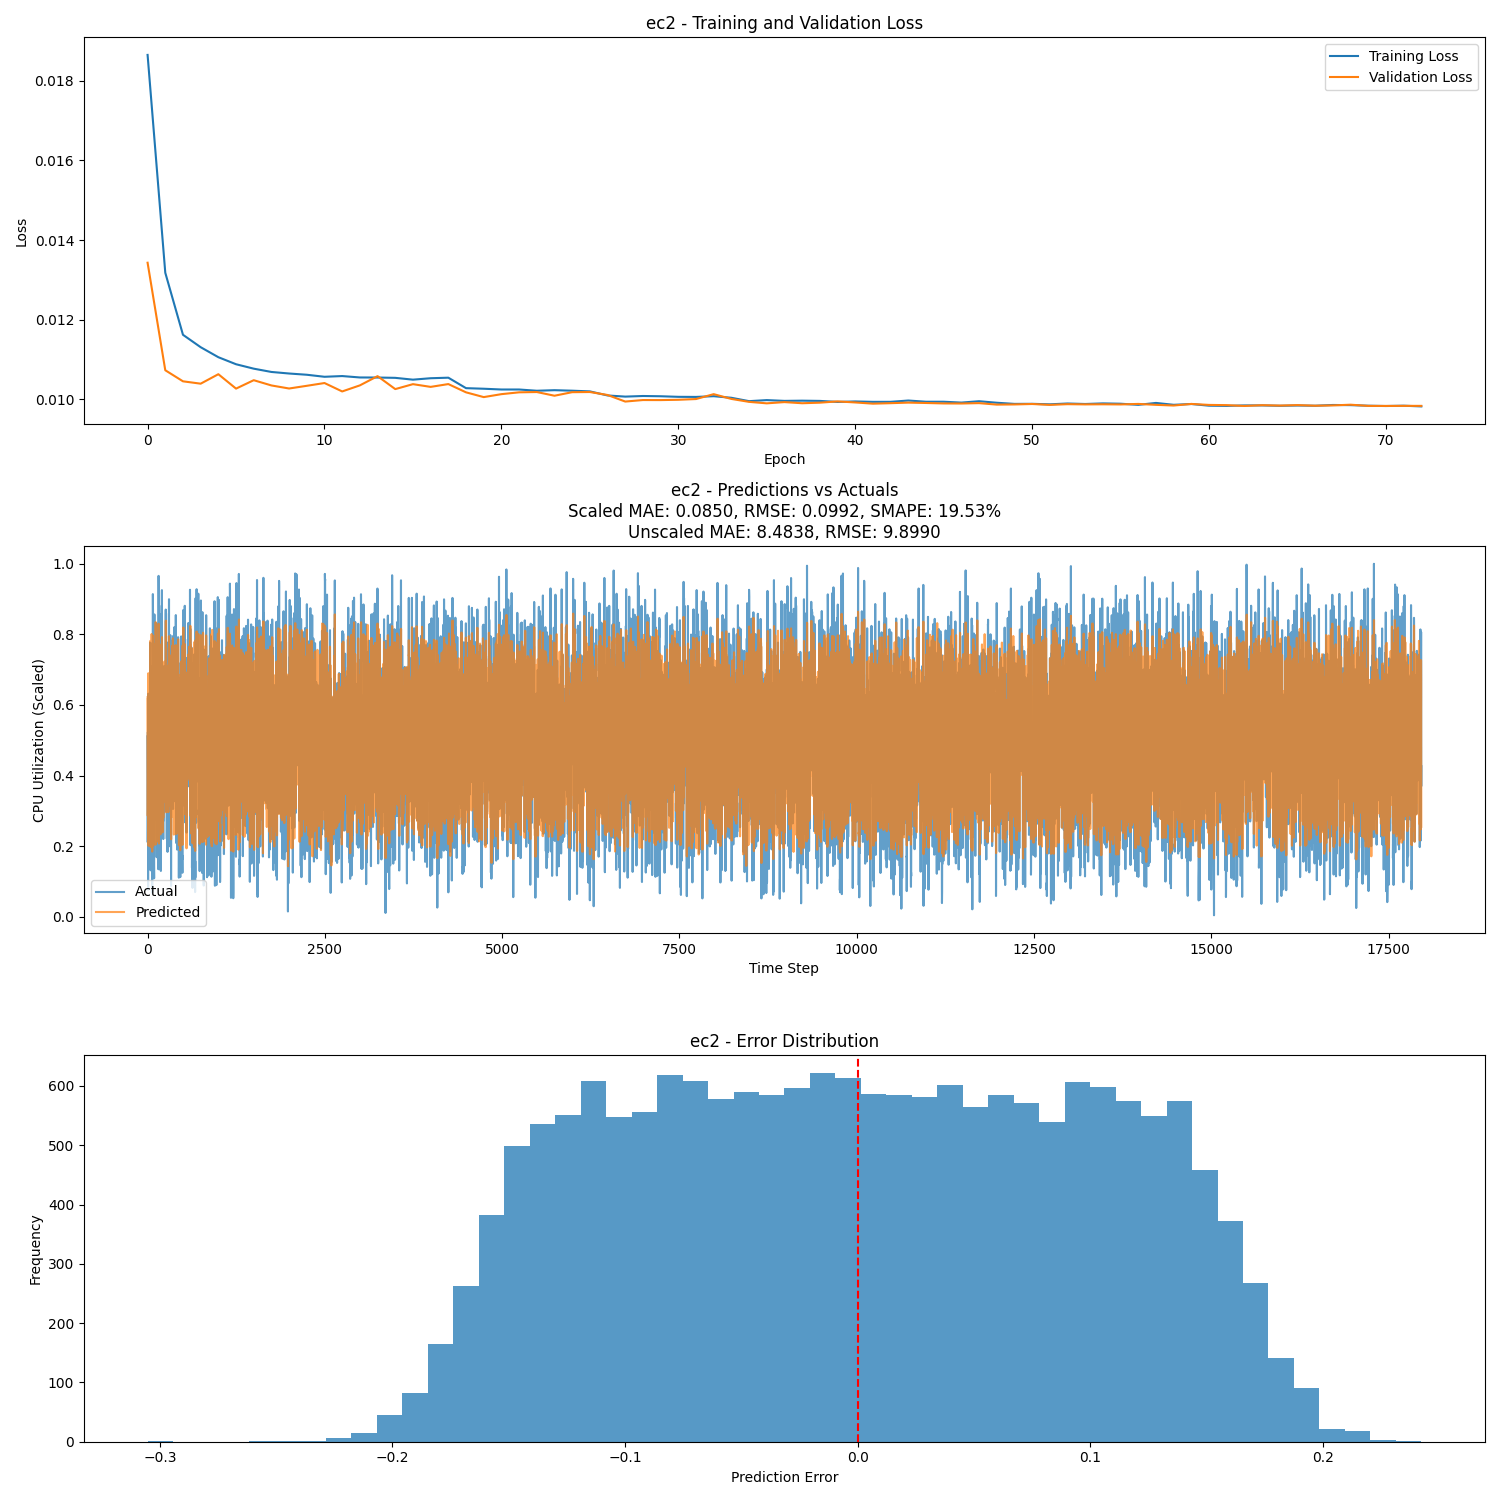 ec2 - Training and Validation Loss
Training Loss
Validation Loss
0.018
0.016
0.014
0.012
0.010
Loss
0 10 20 30 40 50 60 70
Epoch
ec2 - Predictions vs Actuals
Scaled MAE: 0.0850, RMSE: 0.0992, SMAPE: 19.53%
Unscaled MAE: 8.4838, RMSE: 9.8990
1.0
0.8
0.6
0.4
0.2
0.0
CPU Utilization (Scaled)
Actual
Predicted
0 2500 5000 7500 10000 12500 15000 17500
Time Step
ec2 - Error Distribution
600
500
400
300
200
100
0
Frequency
−0.3 −0.2 −0.1 0.0 0.1 0.2
Prediction Error